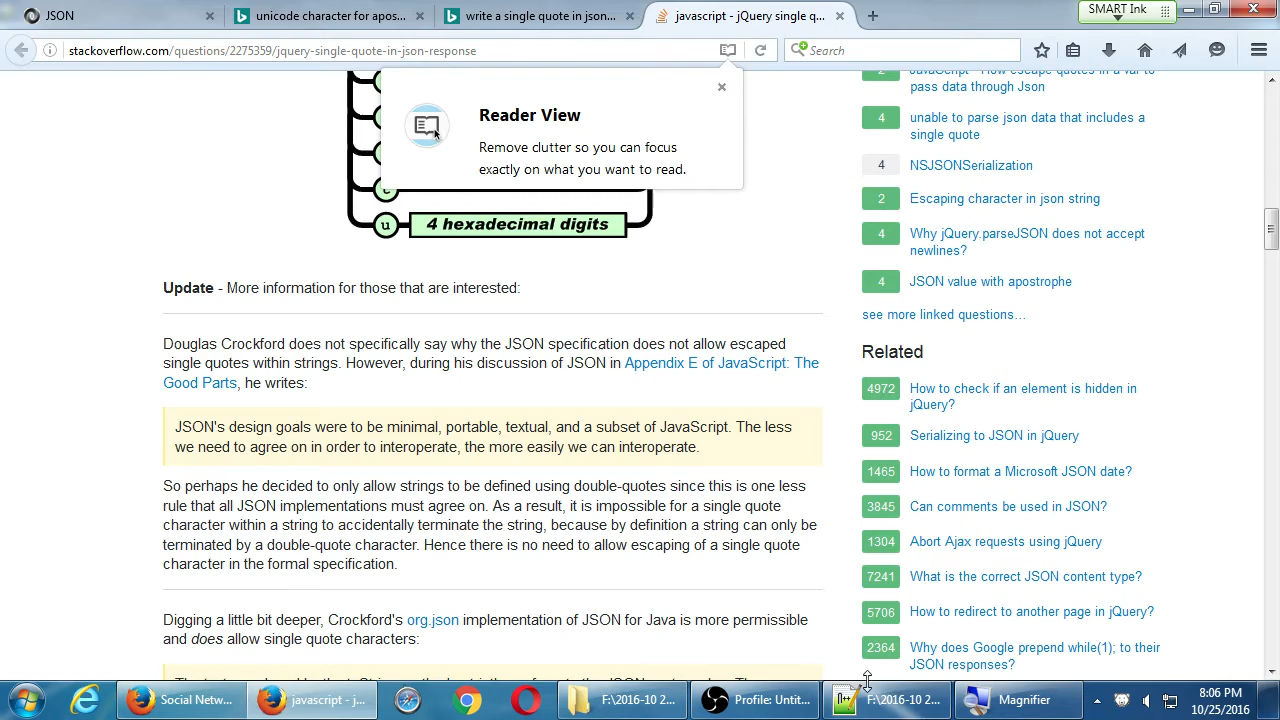 JSON
unicode character for apos...
write a single quote in json...
javascript - jQuery single q...
SMART Ink
stackoverflow.com/questions/2275359/jquery-single-quote-in-json-response
Search
Reader View
Remove clutter so you can focus
exactly on what you want to read.
u
4 hexadecimal digits
Update - More information for those that are interested:
Douglas Crockford does not specifically say why the JSON specification does not allow escaped
single quotes within strings. However, during his discussion of JSON in Appendix E of JavaScript: The
Good Parts, he writes:
JSON's design goals were to be minimal, portable, textual, and a subset of JavaScript. The less
we need to agree on in order to interoperate, the more easily we can interoperate.
So perhaps he decided to only allow strings to be defined using double-quotes since this is one less
rule that all JSON implementations must agree on. As a result, it is impossible for a single quote
character within a string to accidentally terminate the string, because by definition a string can only be
terminated by a double-quote character. Hence there is no need to allow escaping of a single quote
character in the formal specification.
Digging a little bit deeper, Crockford's org.json implementation of JSON for Java is more permissible
and does allow single quote characters:
2 JavaScript - How escape quotes in a var to
pass data through Json
4 unable to parse json data that includes a
single quote
4 NSJSONSerialization
2 Escaping character in json string
4 Why jQuery.parseJSON does not accept
newlines?
4 JSON value with apostrophe
see more linked questions…
Related
4972 How to check if an element is hidden in
jQuery?
952 Serializing to JSON in jQuery
1465 How to format a Microsoft JSON date?
3845 Can comments be used in JSON?
1304 Abort Ajax requests using jQuery
7241 What is the correct JSON content type?
5706 How to redirect to another page in jQuery?
2364 Why does Google prepend while(1); to their
JSON responses?
Social Netw...
javascript - j...
F:\2016-10 2...
Profile: Untit...
F:\2016-10 2...
Magnifier
8:06 PM
10/25/2016